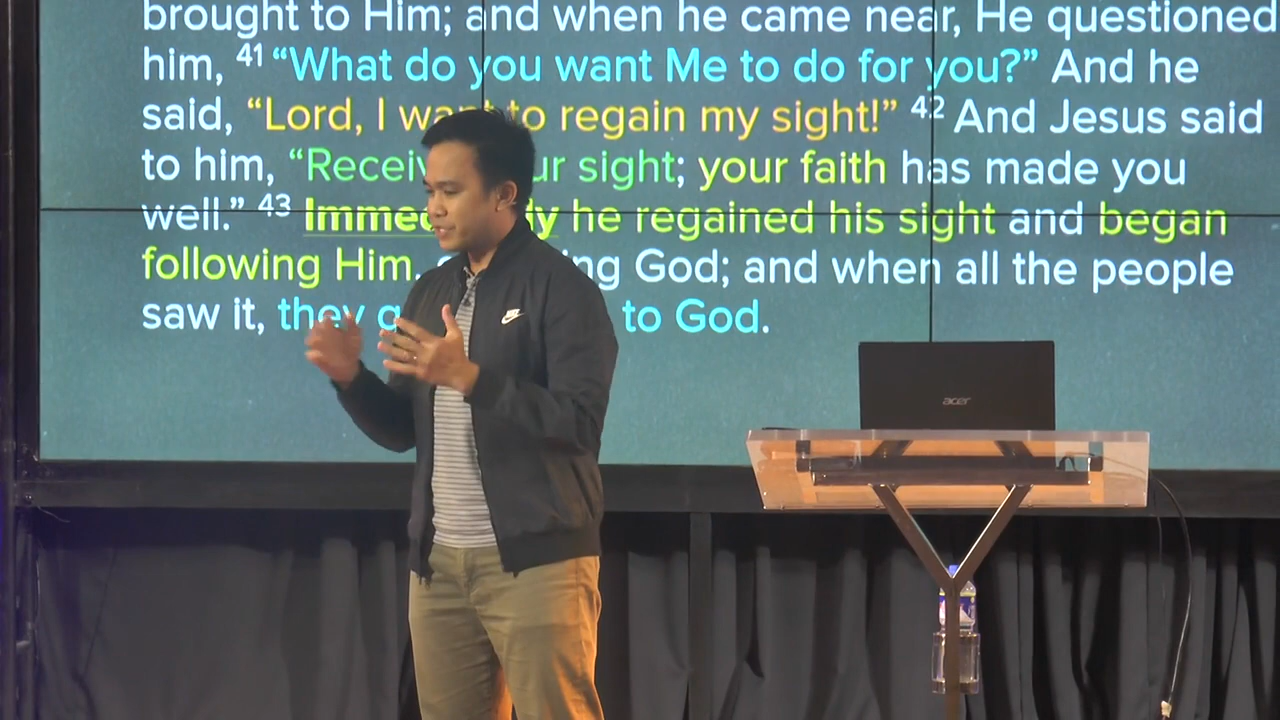 brought to Him; and when he came near, He questioned
him, 41 “What do you want Me to do for you?” And he
said, “Lord, I want to regain my sight!” 42 And Jesus said
to him, “Receive your sight; your faith has made you
well.” 43 Immediately he regained his sight and began
following Him, God; and when all the people
saw it, they to God.
acer